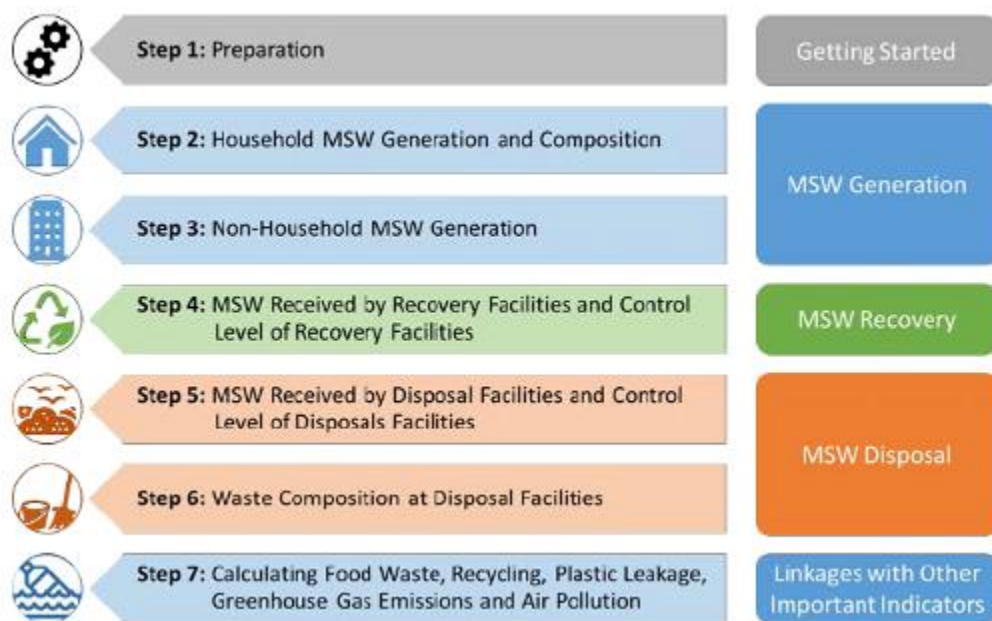 Step 1: Preparation
Getting Started
Step 2: Household MSW Generation and Composition
MSW Generation
Step 3: Non-Household MSW Generation
Step 4: MSW Received by Recovery Facilities and Control
Level of Recovery Facilities
MSW Recovery
Step 5: MSW Received by Disposal Facilities and Control
Level of Disposals Facilities
MSW Disposal
Step 6: Waste Composition at Disposal Facilities
Step 7: Calculating Food Waste, Recycling, Plastic Leakage,
Greenhouse Gas Emissions and Air Pollution
Linkages with Other
Important Indicators